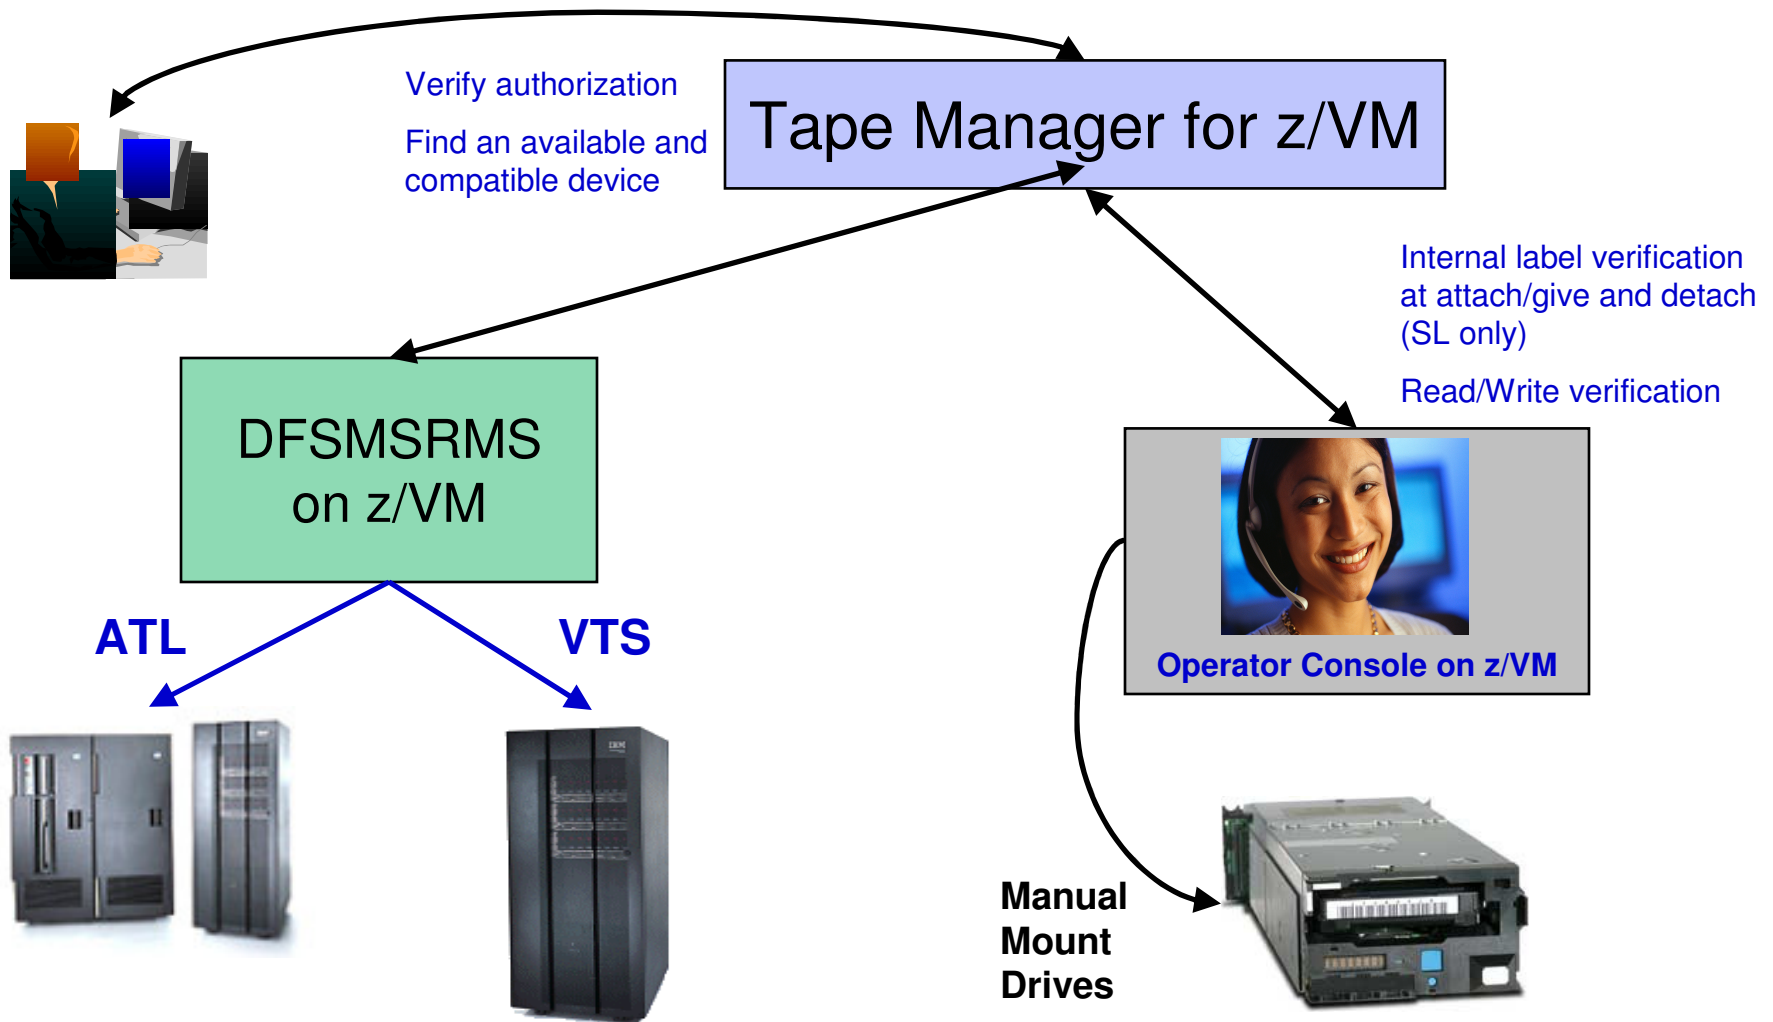 Verify authorization
Find an available and
compatible device
Tape Manager for z/VM
Internal label verification
at attach/give and detach
(SL only)
Read/Write verification
DFSMSRMS
on z/VM
ATL
VTS
Operator Console on z/VM
IBM
Manual
Mount
Drives